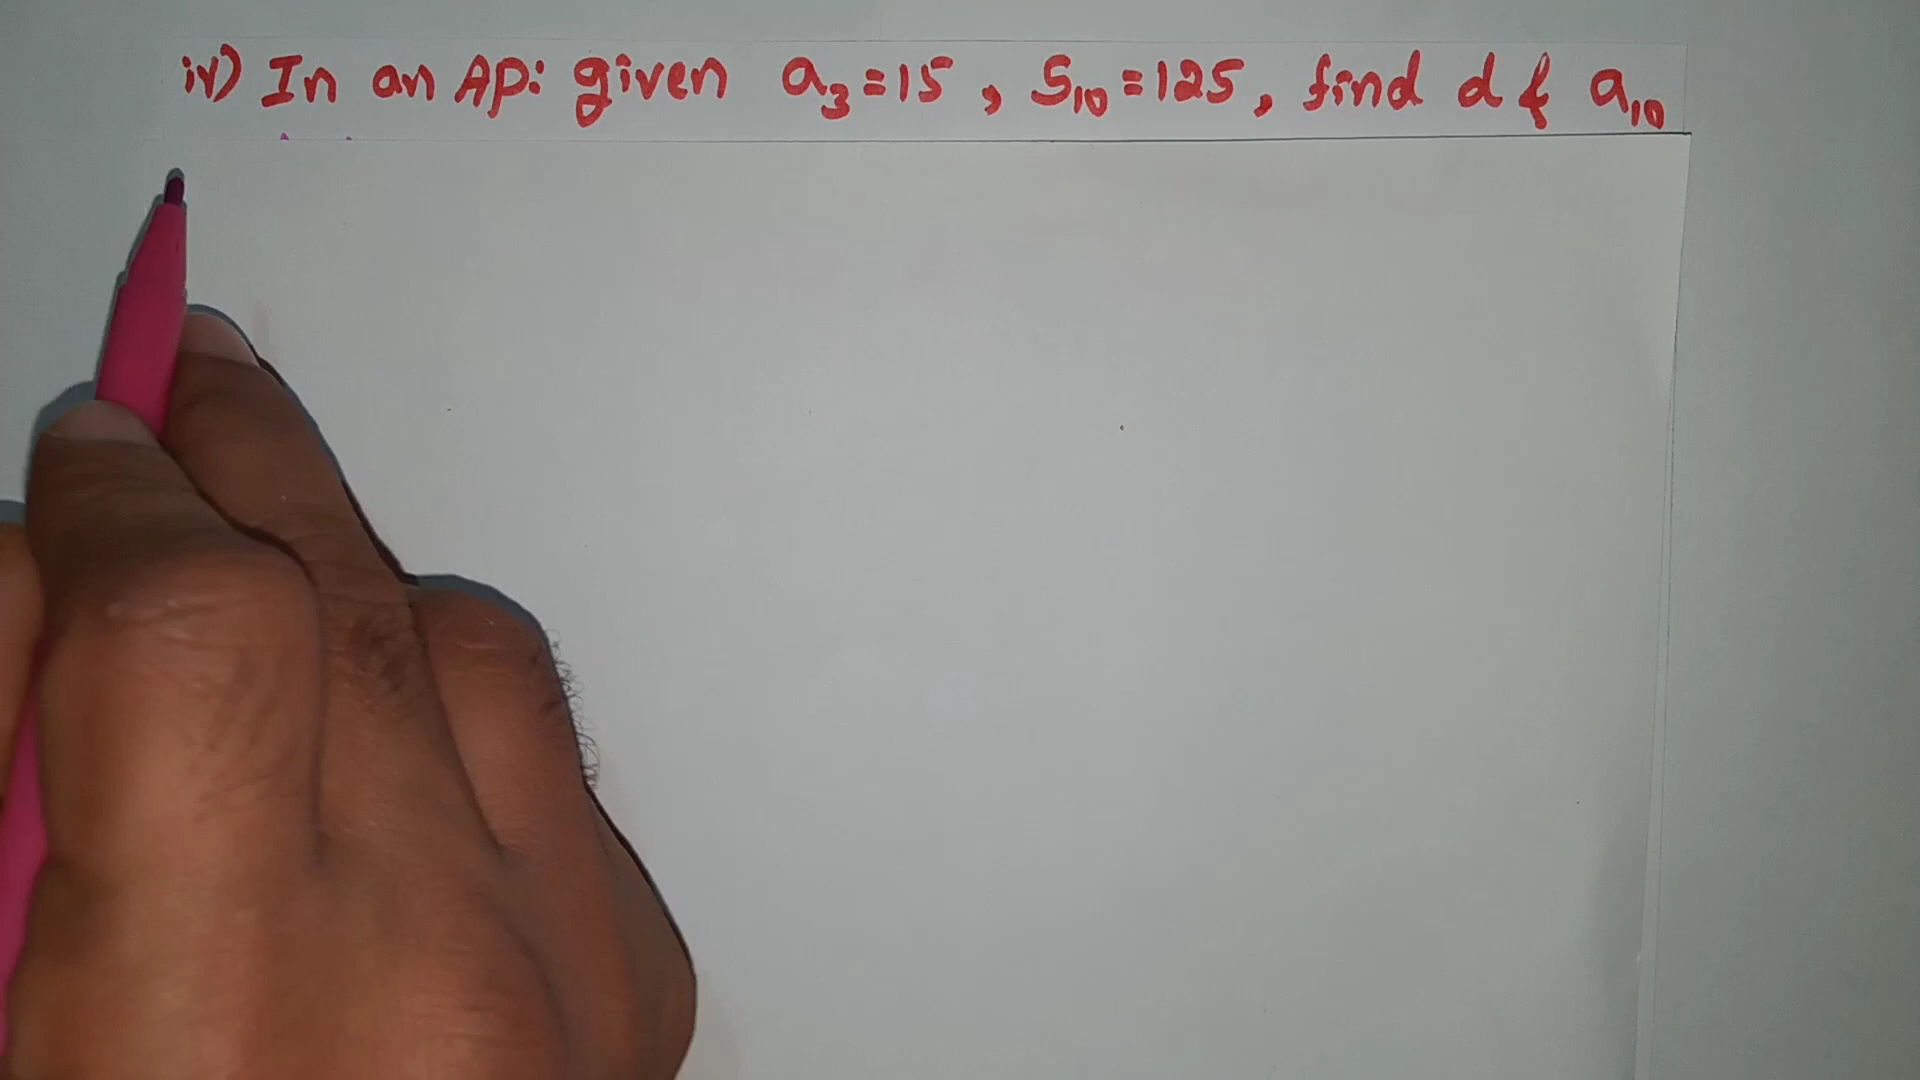 iv) In an AP: given a₃=15, S₁₀=125, find d & a₁₀